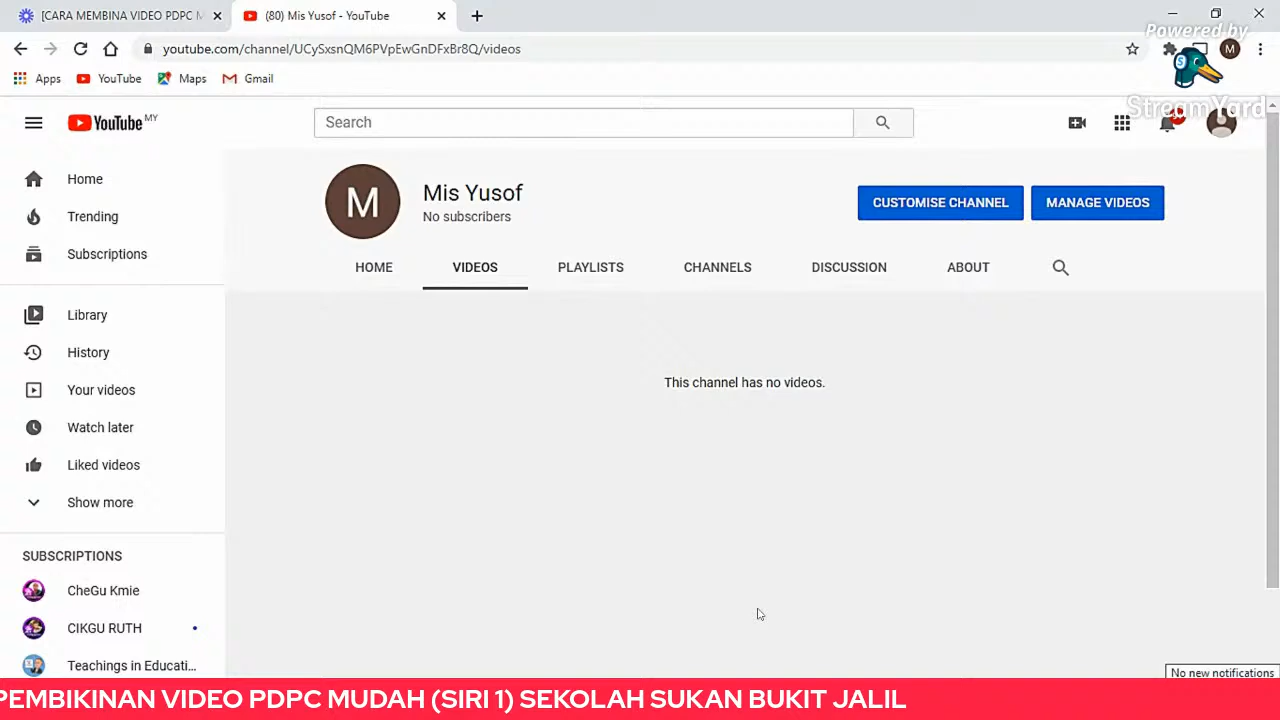 [CARA MEMBINA VIDEO PDPC M
(80) Mis Yusof - YouTube
youtube.com/channel/UCySxsnQM6PVpEwGnDFxBr8Q/videos
Powered by
M
Apps YouTube Maps Gmail
StreamYard
YouTube MY
Search
Home
Trending
Subscriptions
Library
History
Your videos
Watch later
Liked videos
Show more
SUBSCRIPTIONS
CheGu Kmie
CIKGU RUTH
Teachings in Educati...
M
Mis Yusof
No subscribers
CUSTOMISE CHANNEL MANAGE VIDEOS
HOME VIDEOS PLAYLISTS CHANNELS DISCUSSION ABOUT
This channel has no videos.
No new notifications
PEMBIKINAN VIDEO PDPC MUDAH (SIRI 1) SEKOLAH SUKAN BUKIT JALIL